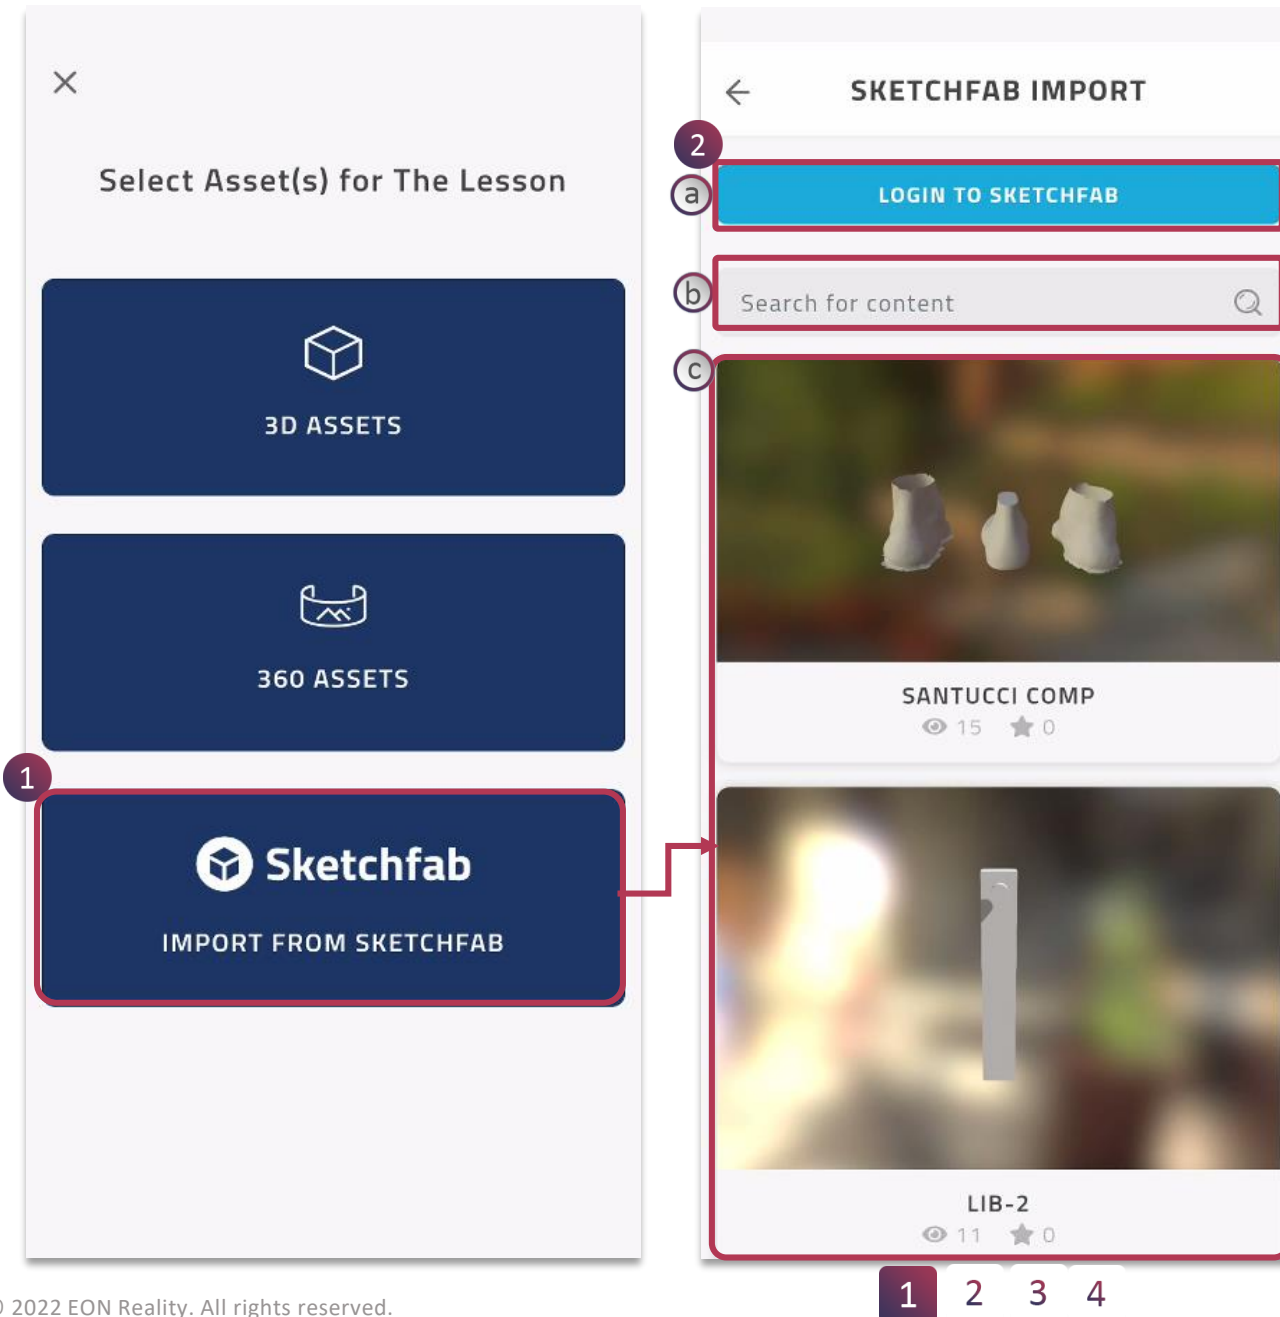 Select Asset(s) for The Lesson
3D ASSETS
360 ASSETS
1
Sketchfab
IMPORT FROM SKETCHFAB
SKETCHFAB IMPORT
2
a
LOGIN TO SKETCHFAB
b
Search for content
c
SANTUCCI COMP
15 0
LIB-2
11 0
© 2022 EON Reality. All rights reserved.
1 2 3 4